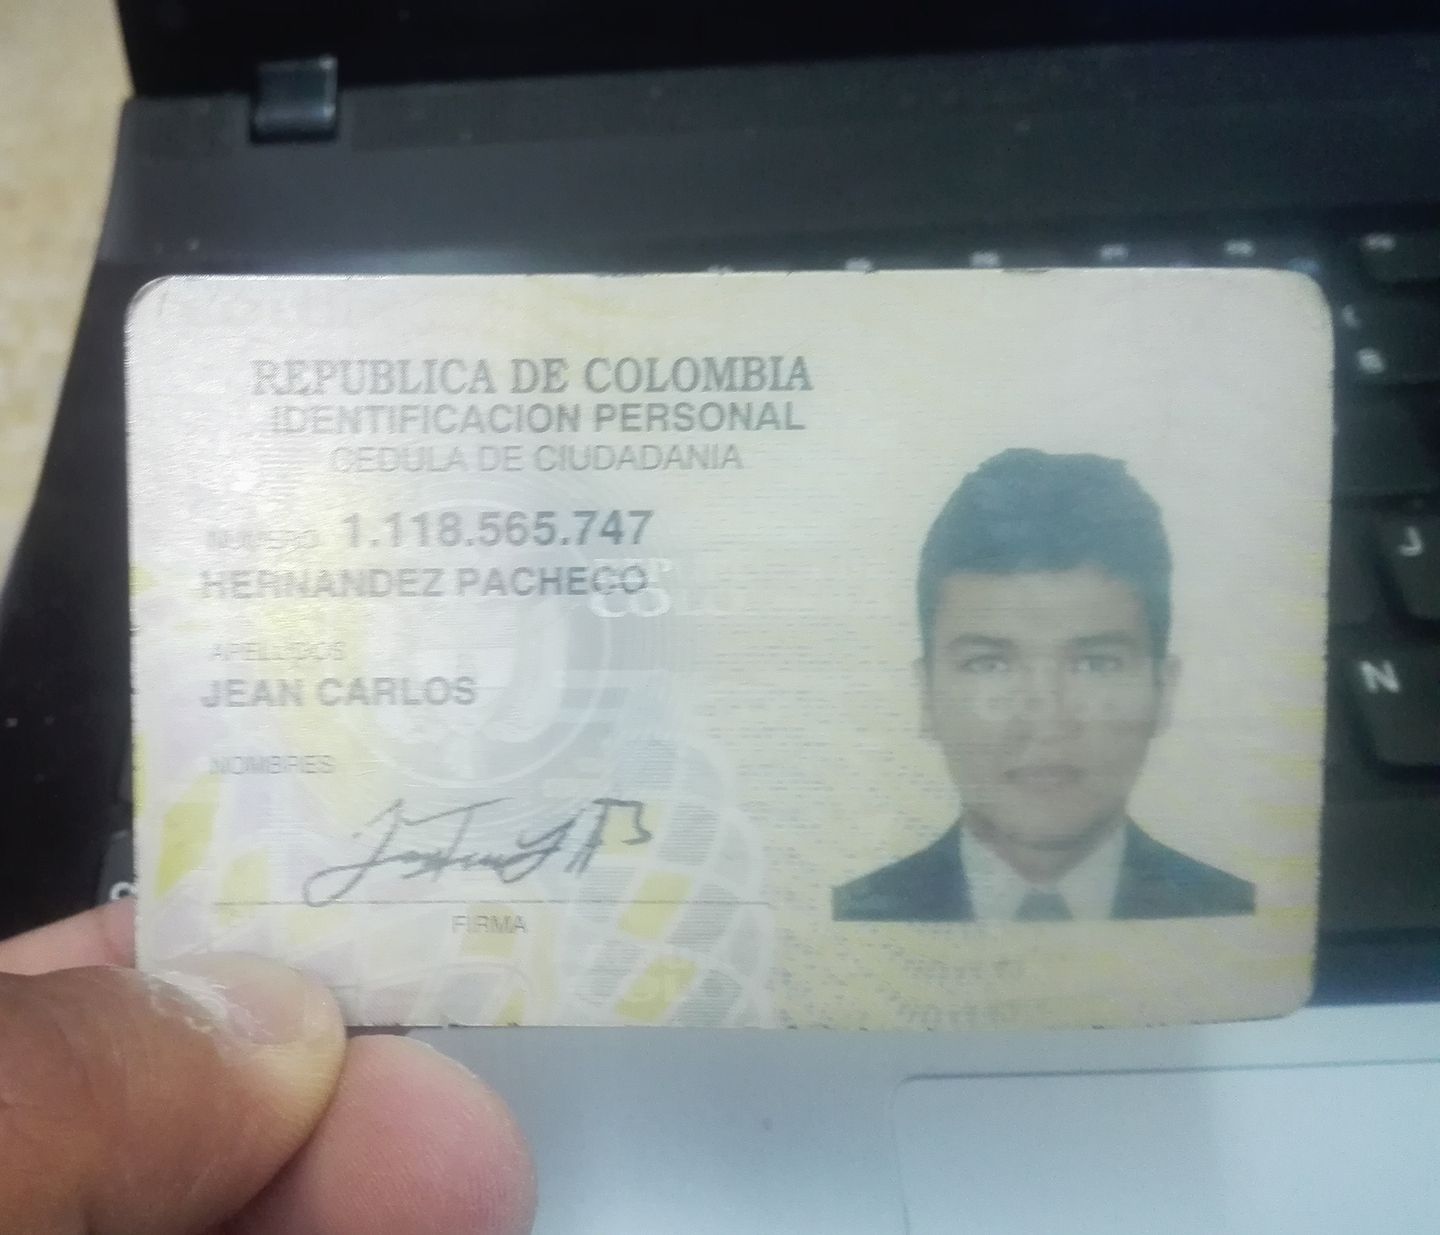 REPUBLICA DE COLOMBIA
IDENTIFICACION PERSONAL
CEDULA DE CIUDADANIA
NUMERO 1.118.565.747
HERNANDEZ PACHECO
APELLIDOS
JEAN CARLOS
NOMBRES
FIRMA
J
N